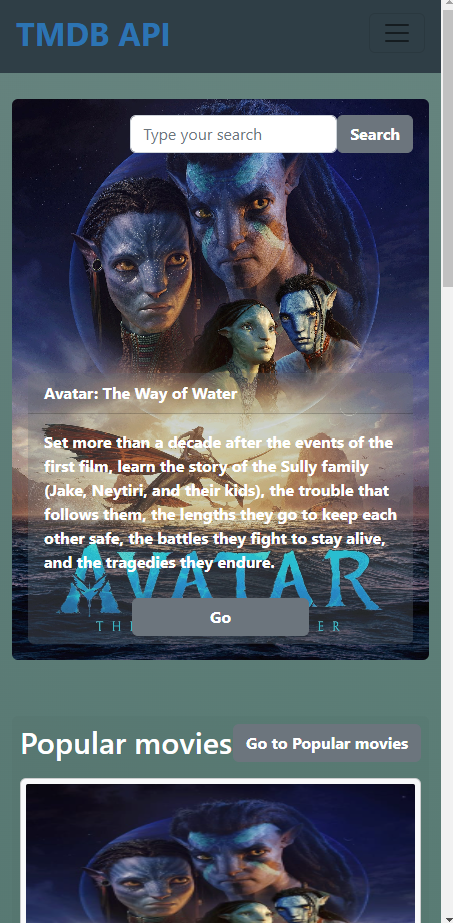 TMDB API
Type your search
Search
Avatar: The Way of Water
Set more than a decade after the events of the
first film, learn the story of the Sully family
(Jake, Neytiri, and their kids), the trouble that
follows them, the lengths they go to keep each
other safe, the battles they fight to stay alive,
and the tragedies they endure.
AVATAR
Go
Popular movies
Go to Popular movies